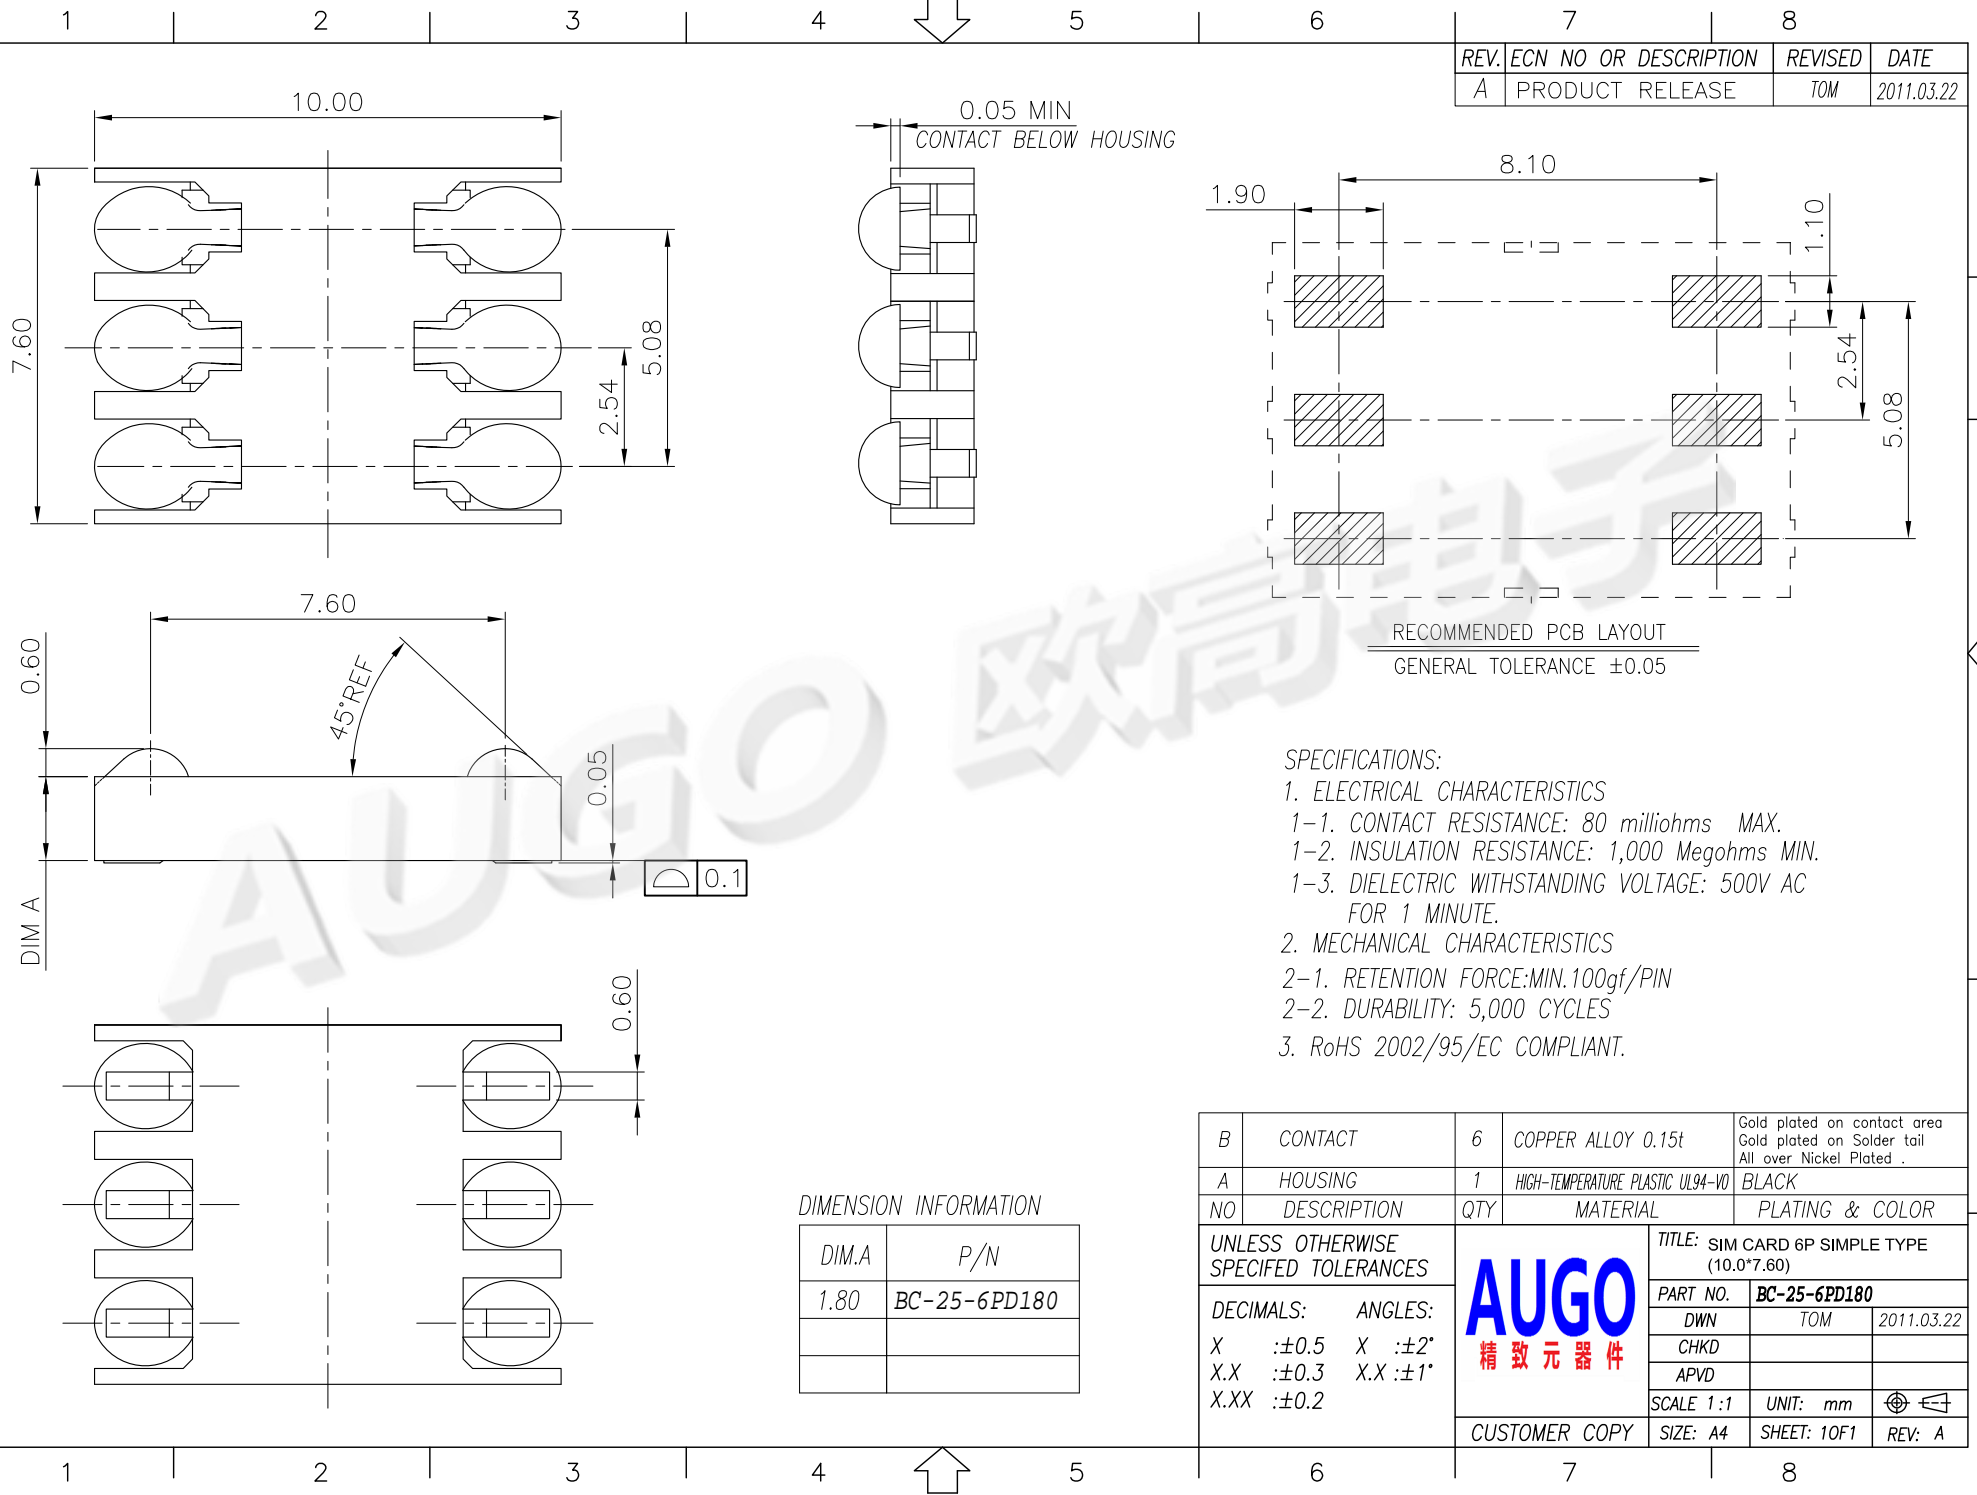 1 2 3 4 5 6 7 8
REV. ECN NO OR DESCRIPTION REVISED DATE
A PRODUCT RELEASE TOM 2011.03.22
10.00
7.60
5.08
2.54
0.05 MIN
CONTACT BELOW HOUSING
8.10
1.90
1.10
2.54
5.08
RECOMMENDED PCB LAYOUT
GENERAL TOLERANCE ±0.05
7.60
0.60
45°REF
0.05
0.1
DIM A
0.60
AUGO 欧高电子
SPECIFICATIONS:
1. ELECTRICAL CHARACTERISTICS
1-1. CONTACT RESISTANCE: 80 milliohms MAX.
1-2. INSULATION RESISTANCE: 1,000 Megohms MIN.
1-3. DIELECTRIC WITHSTANDING VOLTAGE: 500V AC
FOR 1 MINUTE.
2. MECHANICAL CHARACTERISTICS
2-1. RETENTION FORCE:MIN.100gf/PIN
2-2. DURABILITY: 5,000 CYCLES
3. RoHS 2002/95/EC COMPLIANT.
DIMENSION INFORMATION
DIM.A P/N
1.80 BC-25-6PD180
B CONTACT 6 COPPER ALLOY 0.15t
Gold plated on contact area
Gold plated on Solder tail
All over Nickel Plated .
A HOUSING 1 HIGH-TEMPERATURE PLASTIC UL94-V0 BLACK
NO DESCRIPTION QTY MATERIAL PLATING & COLOR
UNLESS OTHERWISE
SPECIFED TOLERANCES
DECIMALS: ANGLES:
X :±0.5 X :±2°
X.X :±0.3 X.X :±1°
X.XX :±0.2
AUGO
精致元器件
CUSTOMER COPY
TITLE: SIM CARD 6P SIMPLE TYPE
(10.0*7.60)
PART NO. BC-25-6PD180
DWN TOM 2011.03.22
CHKD
APVD
SCALE 1:1 UNIT: mm
SIZE: A4 SHEET: 1OF1 REV: A
1 2 3 4 5 6 7 8